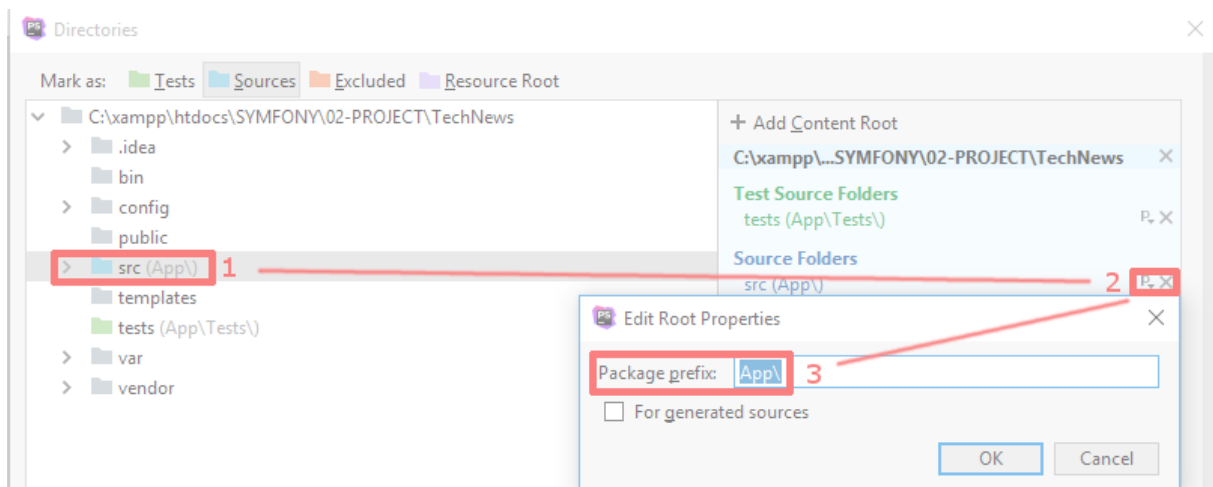 PS Directories
Mark as: Tests Sources Excluded Resource Root
C:\xampp\htdocs\SYMFONY\02-PROJECT\TechNews
.idea
bin
config
public
src (App\) 1
templates
tests (App\Tests\)
var
vendor
+ Add Content Root
C:\xampp\...SYMFONY\02-PROJECT\TechNews
Test Source Folders
tests (App\Tests\) P
Source Folders
src (App\) 2 P
PS Edit Root Properties
Package prefix: App\ 3
For generated sources
OK Cancel